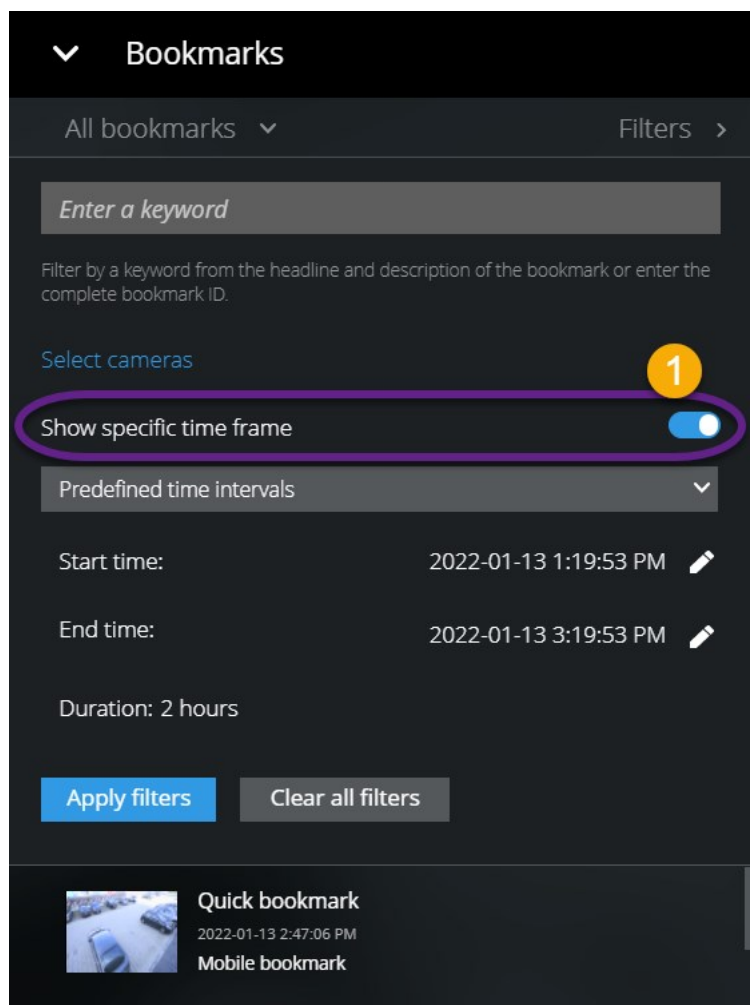 Bookmarks
All bookmarks Filters
Enter a keyword
Filter by a keyword from the headline and description of the bookmark or enter the
complete bookmark ID.
Select cameras
1
Show specific time frame
Predefined time intervals
Start time: 2022-01-13 1:19:53 PM
End time: 2022-01-13 3:19:53 PM
Duration: 2 hours
Apply filters Clear all filters
Quick bookmark
2022-01-13 2:47:06 PM
Mobile bookmark